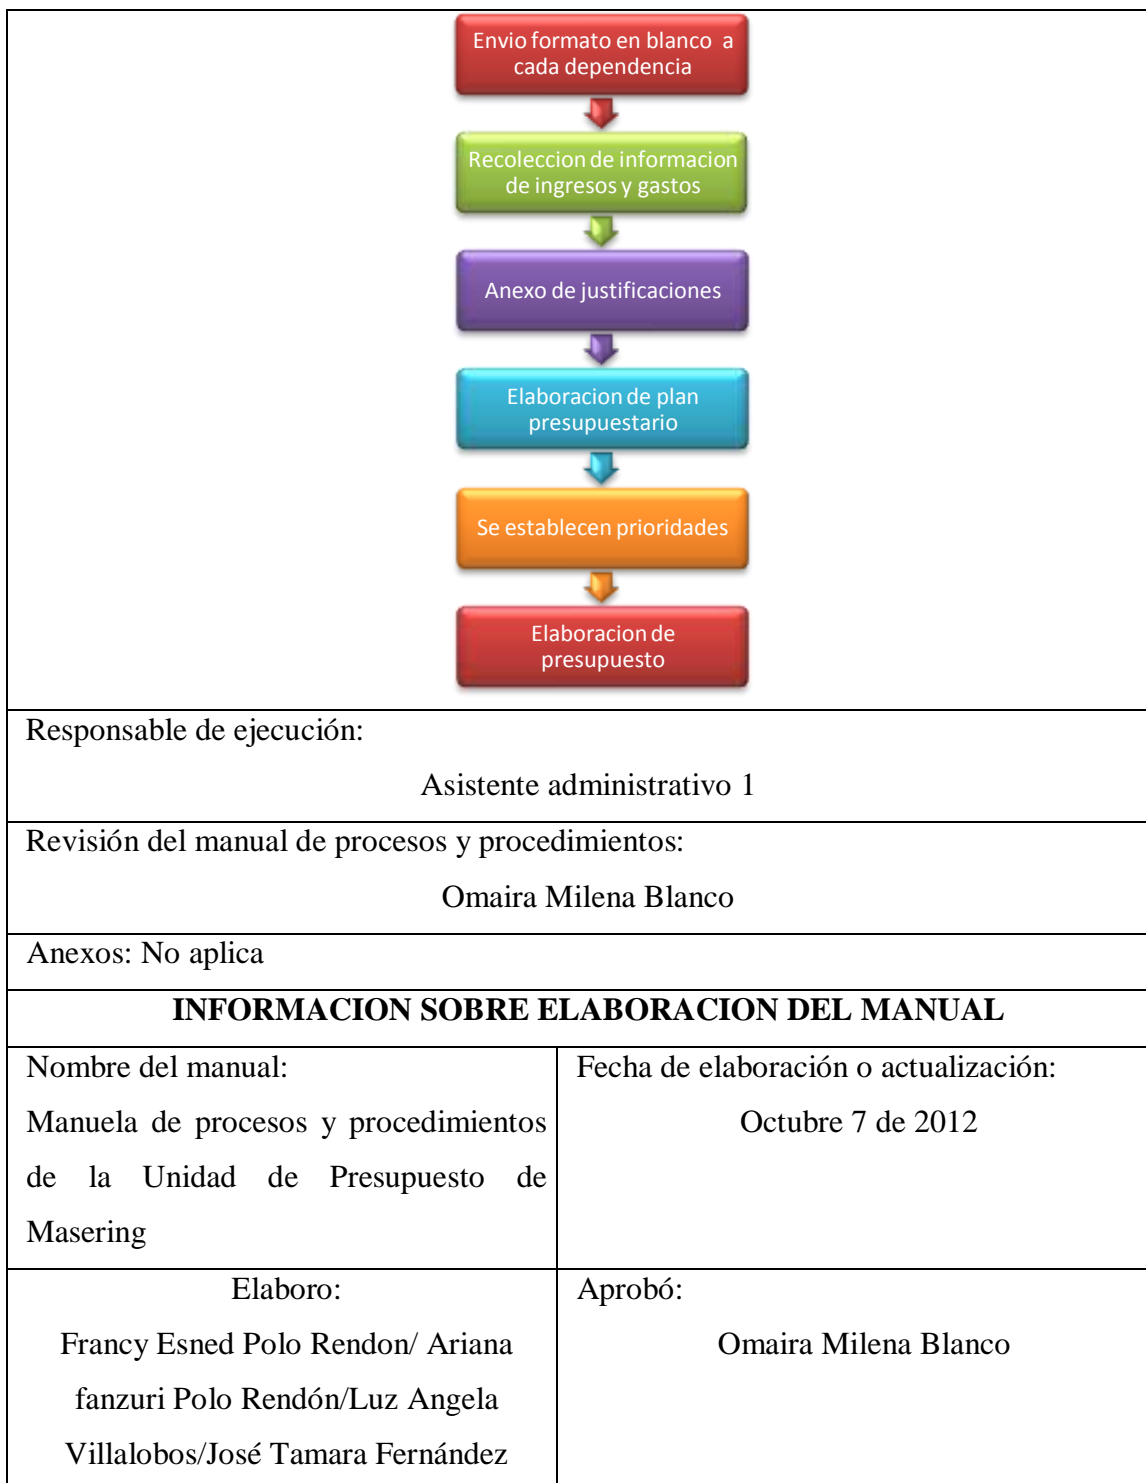 Envio formato en blanco a
cada dependencia
Recoleccion de informacion
de ingresos y gastos
Anexo de justificaciones
Elaboracion de plan
presupuestario
Se establecen prioridades
Elaboracion de
presupuesto
Responsable de ejecución:
Asistente administrativo 1
Revisión del manual de procesos y procedimientos:
Omaira Milena Blanco
Anexos: No aplica
INFORMACION SOBRE ELABORACION DEL MANUAL
Nombre del manual:
Manuela de procesos y procedimientos
de la Unidad de Presupuesto de
Masering
Fecha de elaboración o actualización:
Octubre 7 de 2012
Elaboro:
Francy Esned Polo Rendon/ Ariana
fanzuri Polo Rendón/Luz Angela
Villalobos/José Tamara Fernández
Aprobó:
Omaira Milena Blanco